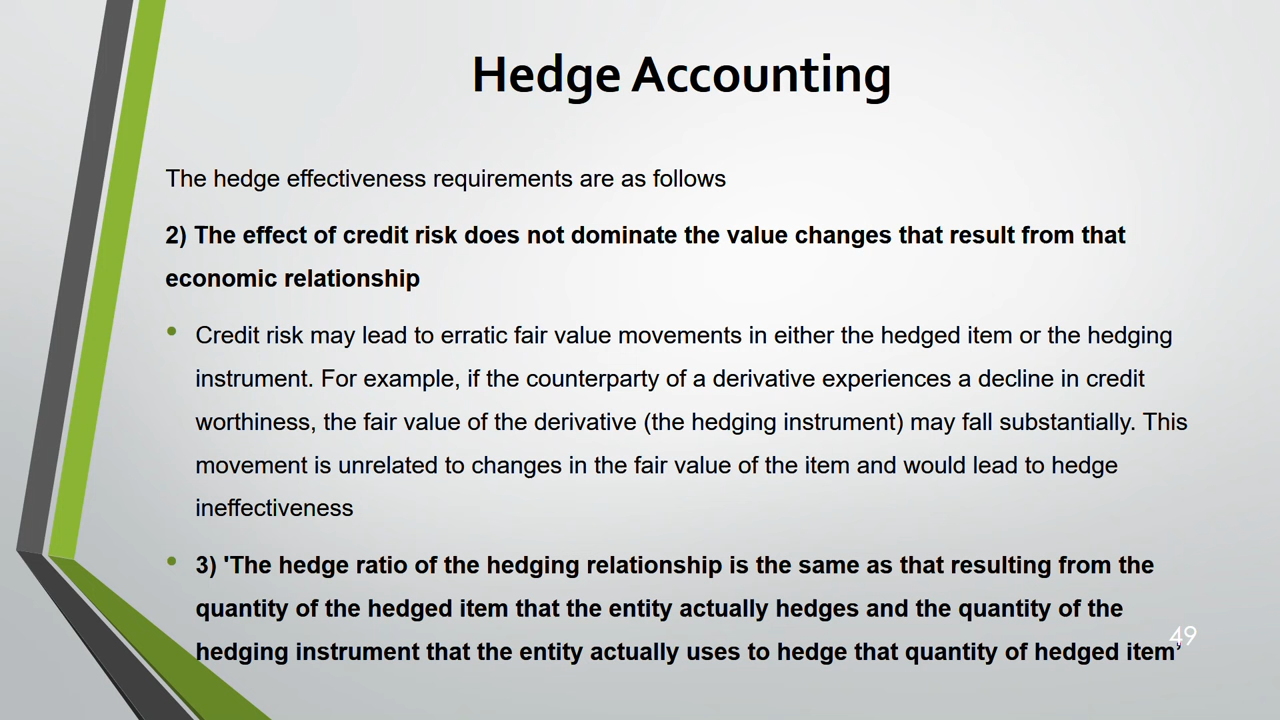 Hedge Accounting
The hedge effectiveness requirements are as follows
2) The effect of credit risk does not dominate the value changes that result from that
economic relationship
• Credit risk may lead to erratic fair value movements in either the hedged item or the hedging
instrument. For example, if the counterparty of a derivative experiences a decline in credit
worthiness, the fair value of the derivative (the hedging instrument) may fall substantially. This
movement is unrelated to changes in the fair value of the item and would lead to hedge
ineffectiveness
• 3) 'The hedge ratio of the hedging relationship is the same as that resulting from the
quantity of the hedged item that the entity actually hedges and the quantity of the
hedging instrument that the entity actually uses to hedge that quantity of hedged item’
49